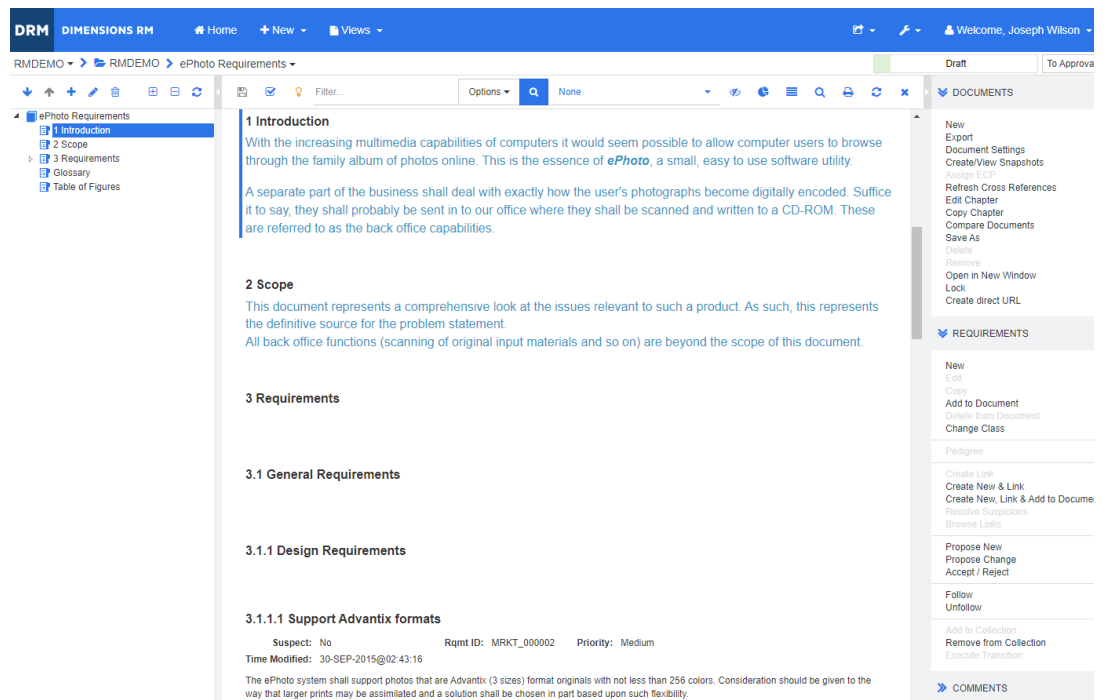 DRM DIMENSIONS RM Home New Views Welcome, Joseph Wilson
RMDEMO RMDEMO ePhoto Requirements Draft To Approva
Filter... Options None DOCUMENTS
ePhoto Requirements
1 Introduction
2 Scope
3 Requirements
Glossary
Table of Figures
1 Introduction
With the increasing multimedia capabilities of computers it would seem possible to allow computer users to browse
through the family album of photos online. This is the essence of ePhoto, a small, easy to use software utility.
A separate part of the business shall deal with exactly how the user's photographs become digitally encoded. Suffice
it to say, they shall probably be sent in to our office where they shall be scanned and written to a CD-ROM. These
are referred to as the back office capabilities.
2 Scope
This document represents a comprehensive look at the issues relevant to such a product. As such, this represents
the definitive source for the problem statement.
All back office functions (scanning of original input materials and so on) are beyond the scope of this document.
3 Requirements
3.1 General Requirements
3.1.1 Design Requirements
3.1.1.1 Support Advantix formats
Suspect: No Rqmt ID: MRKT_000002 Priority: Medium
Time Modified: 30-SEP-2015@02:43:16
The ePhoto system shall support photos that are Advantix (3 sizes) format originals with not less than 256 colors. Consideration should be given to the
way that larger prints may be assimilated and a solution shall be chosen in part based upon such flexibility.
New
Export
Document Settings
Create/View Snapshots
Assign ECP
Refresh Cross References
Edit Chapter
Copy Chapter
Compare Documents
Save As
Delete
Remove
Open in New Window
Lock
Create direct URL
REQUIREMENTS
New
Edit
Copy
Add to Document
Delete from Document
Change Class
Pedigree
Create Link
Create New & Link
Create New, Link & Add to Docume
Resolve Suspicions
Browse Links
Propose New
Propose Change
Accept / Reject
Follow
Unfollow
Add to Collection
Remove from Collection
Execute Transition
COMMENTS